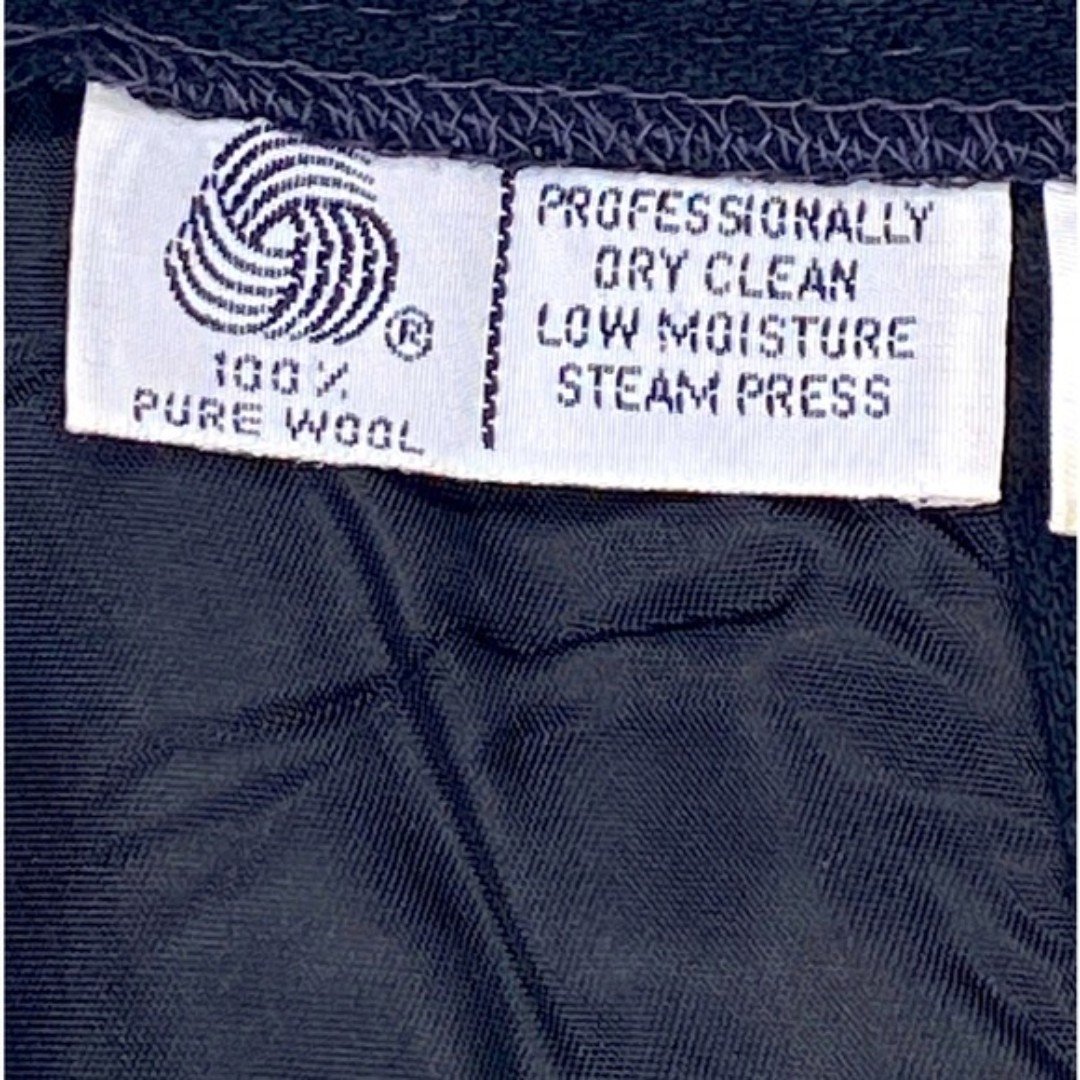 ®
100%
PURE WOOL
PROFESSIONALLY
DRY CLEAN
LOW MOISTURE
STEAM PRESS